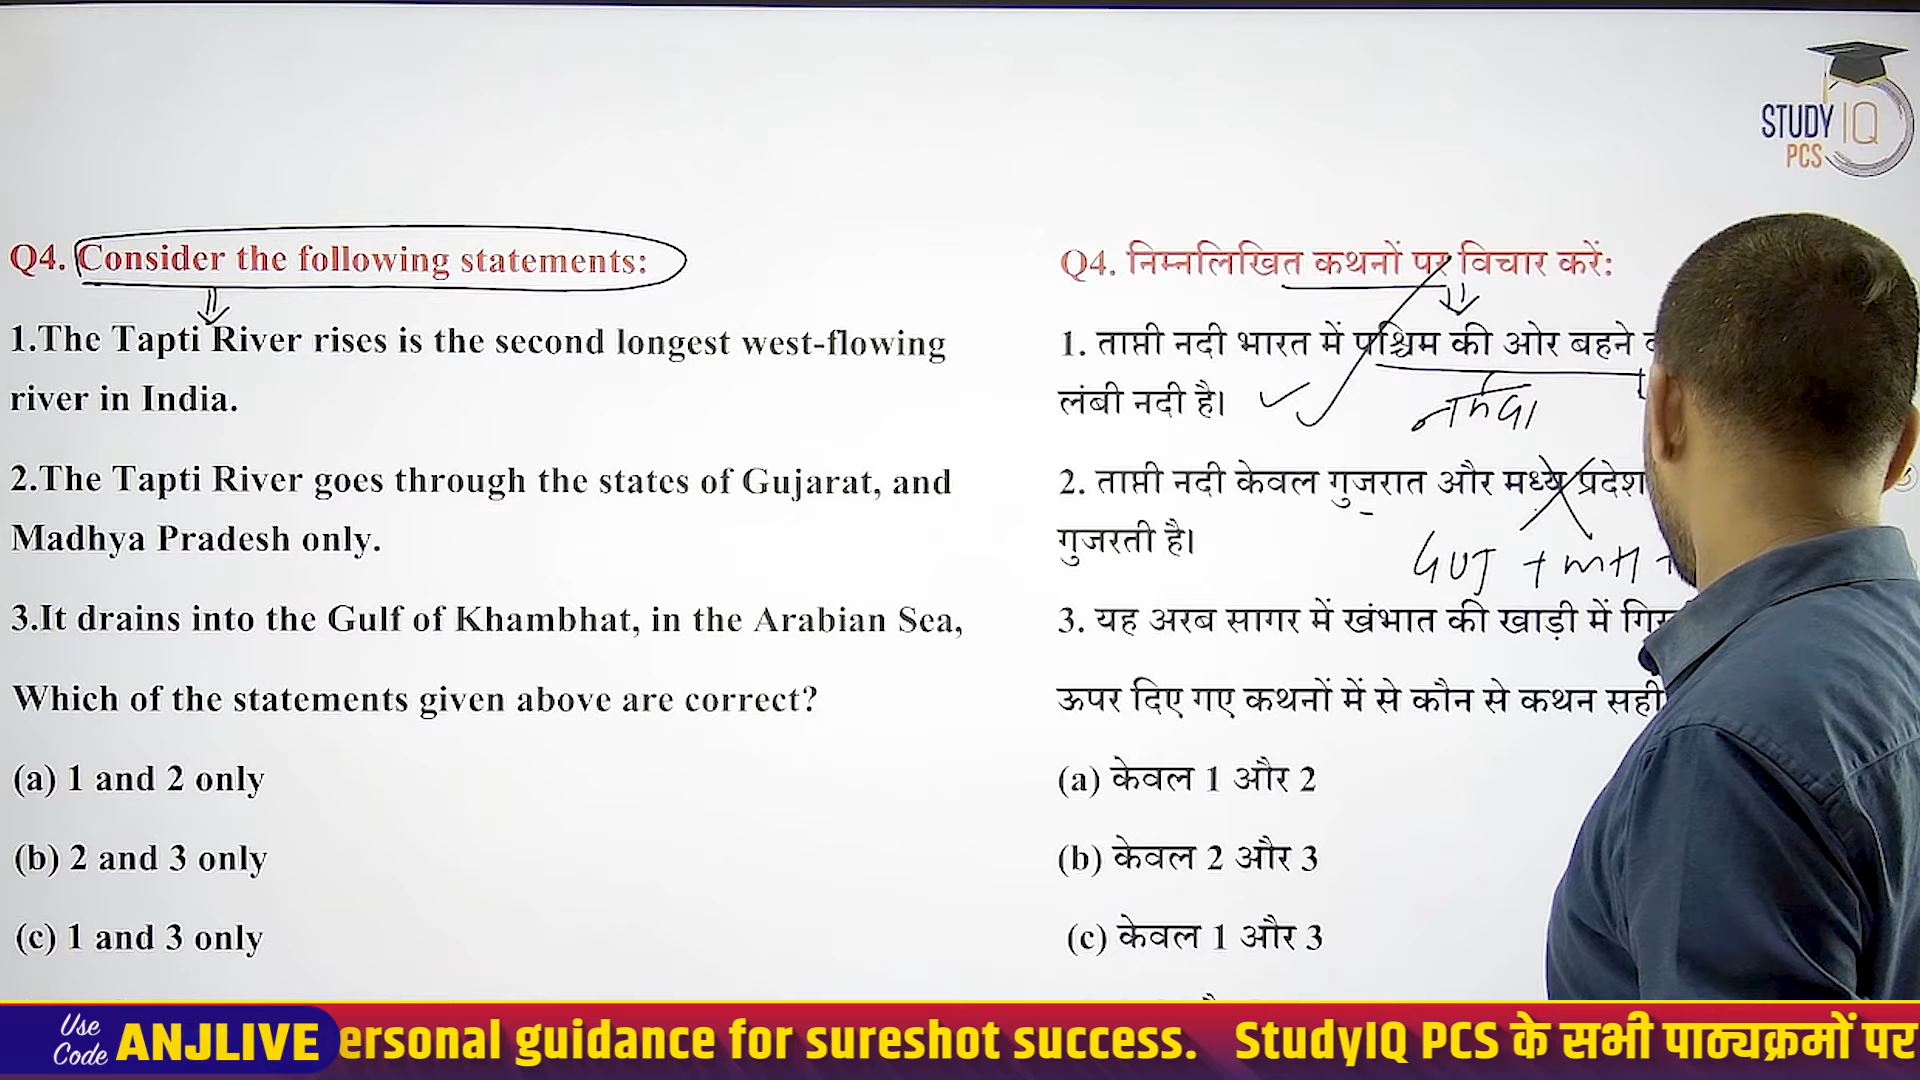 STUDY IQ
PCS
Q4. Consider the following statements:
1.The Tapti River rises is the second longest west-flowing
river in India.
2.The Tapti River goes through the states of Gujarat, and
Madhya Pradesh only.
3.It drains into the Gulf of Khambhat, in the Arabian Sea,
Which of the statements given above are correct?
(a) 1 and 2 only
(b) 2 and 3 only
(c) 1 and 3 only
Q4. निम्नलिखित कथनों पर विचार करें:
1. ताप्ती नदी भारत में पश्चिम की ओर बहने
लंबी नदी है।
नर्मदा
2. ताप्ती नदी केवल गुजरात और मध्य प्रदेश
गुजरती है।
GUJ + MH +
3. यह अरब सागर में खंभात की खाड़ी में
ऊपर दिए गए कथनों में से कौन से कथन सही
(a) केवल 1 और 2
(b) केवल 2 और 3
(c) केवल 1 और 3
Use
Code ANJLIVE
ersonal guidance for sureshot success. StudyIQ PCS के सभी पाठ्यक्रमों पर